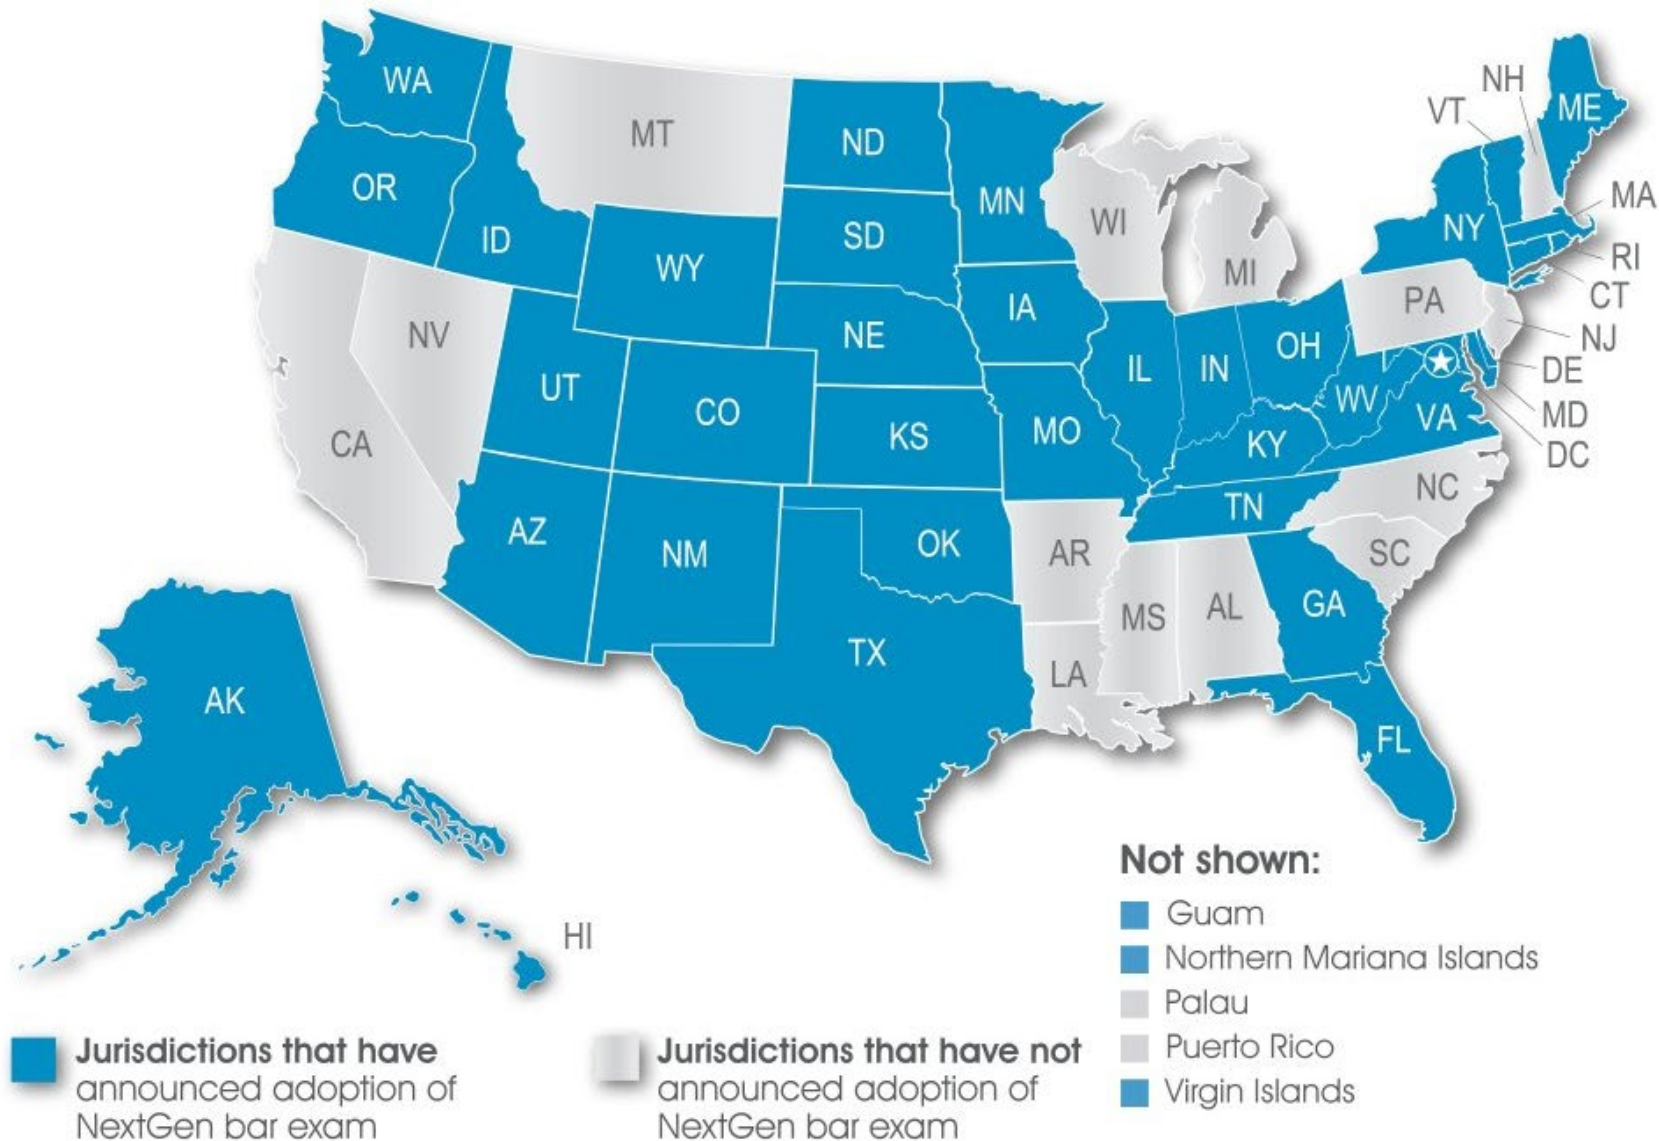 WA
MT
ND
MN
OR
ID
WY
SD
WI
MI
NH
VT
ME
MA
NY
RI
CT
PA
NJ
DE
MD
DC
NV
UT
CO
NE
IA
IL
IN
OH
WV
VA
CA
KS
MO
KY
AZ
NM
OK
AR
TN
NC
SC
MS
AL
GA
TX
LA
FL
AK
HI
Not shown:
Guam
Northern Mariana Islands
Palau
Puerto Rico
Virgin Islands
Jurisdictions that have
announced adoption of
NextGen bar exam
Jurisdictions that have not
announced adoption of
NextGen bar exam